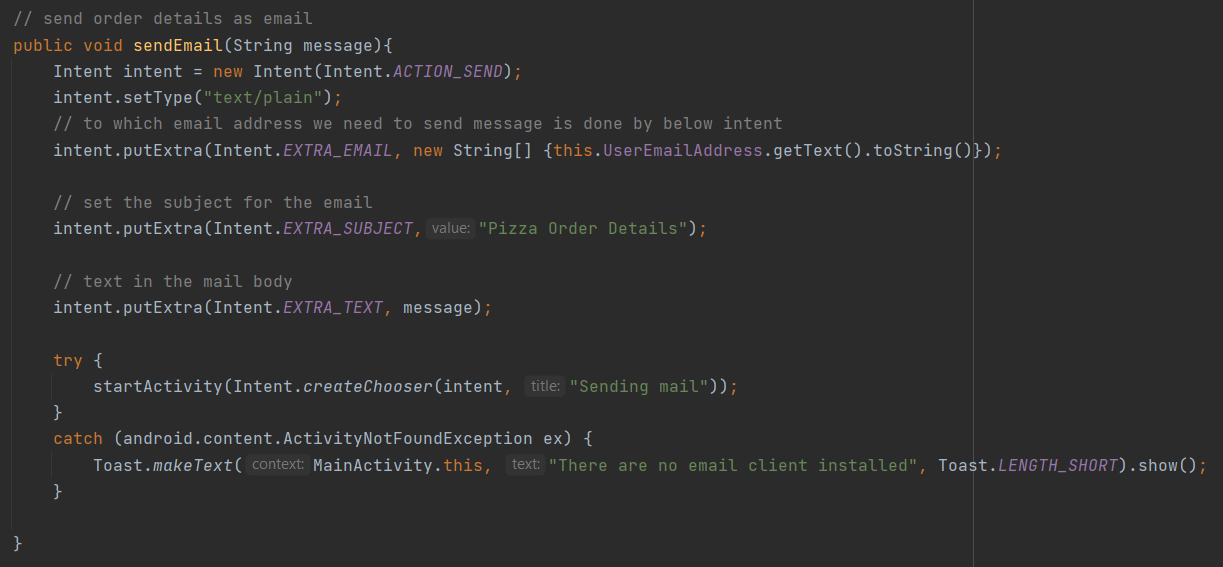 // send order details as email
public void sendEmail(String message){
    Intent intent = new Intent(Intent.ACTION_SEND);
    intent.setType("text/plain");
    // to which email address we need to send message is done by below intent
    intent.putExtra(Intent.EXTRA_EMAIL, new String[] {this.UserEmailAddress.getText().toString()});

    // set the subject for the email
    intent.putExtra(Intent.EXTRA_SUBJECT, value: "Pizza Order Details");

    // text in the mail body
    intent.putExtra(Intent.EXTRA_TEXT, message);

    try {
        startActivity(Intent.createChooser(intent, title: "Sending mail"));
    }
    catch (android.content.ActivityNotFoundException ex) {
        Toast.makeText( context: MainActivity.this, text: "There are no email client installed", Toast.LENGTH_SHORT).show();
    }

}